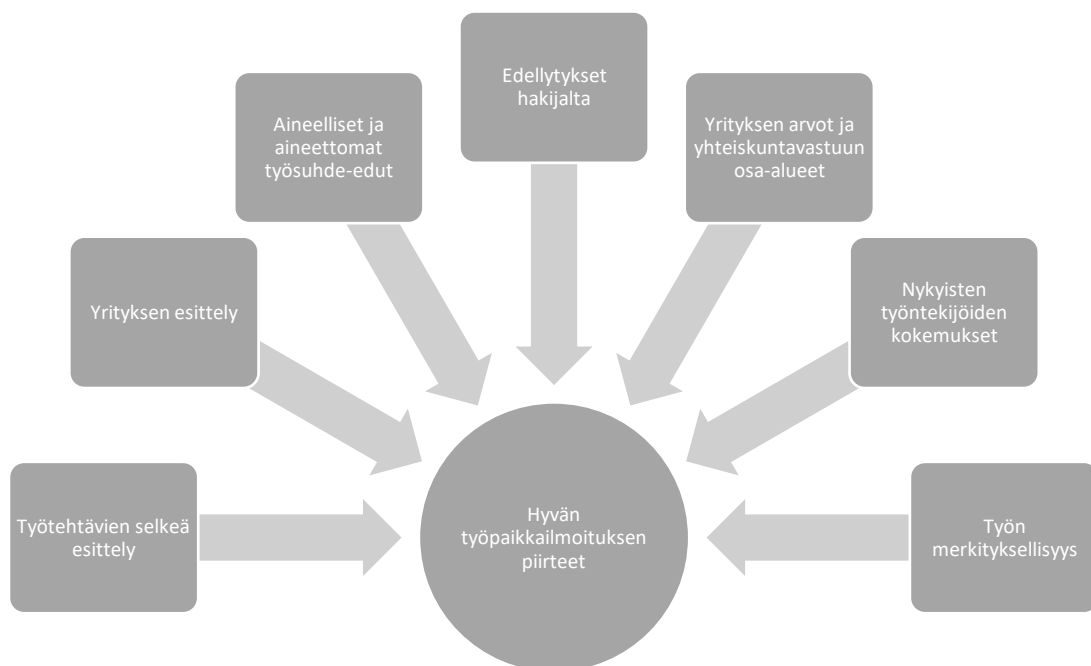 Edellytykset
hakijalta
Aineelliset ja
aineettomat
työsuhde-edut
Yrityksen arvot ja
yhteiskuntavastuun
osa-alueet
Yrityksen esittely
Nykyisten
työntekijöiden
kokemukset
Työtehtävien selkeä
esittely
Hyvän
työpaikkailmoituksen
piirteet
Työn
merkityksellisyys